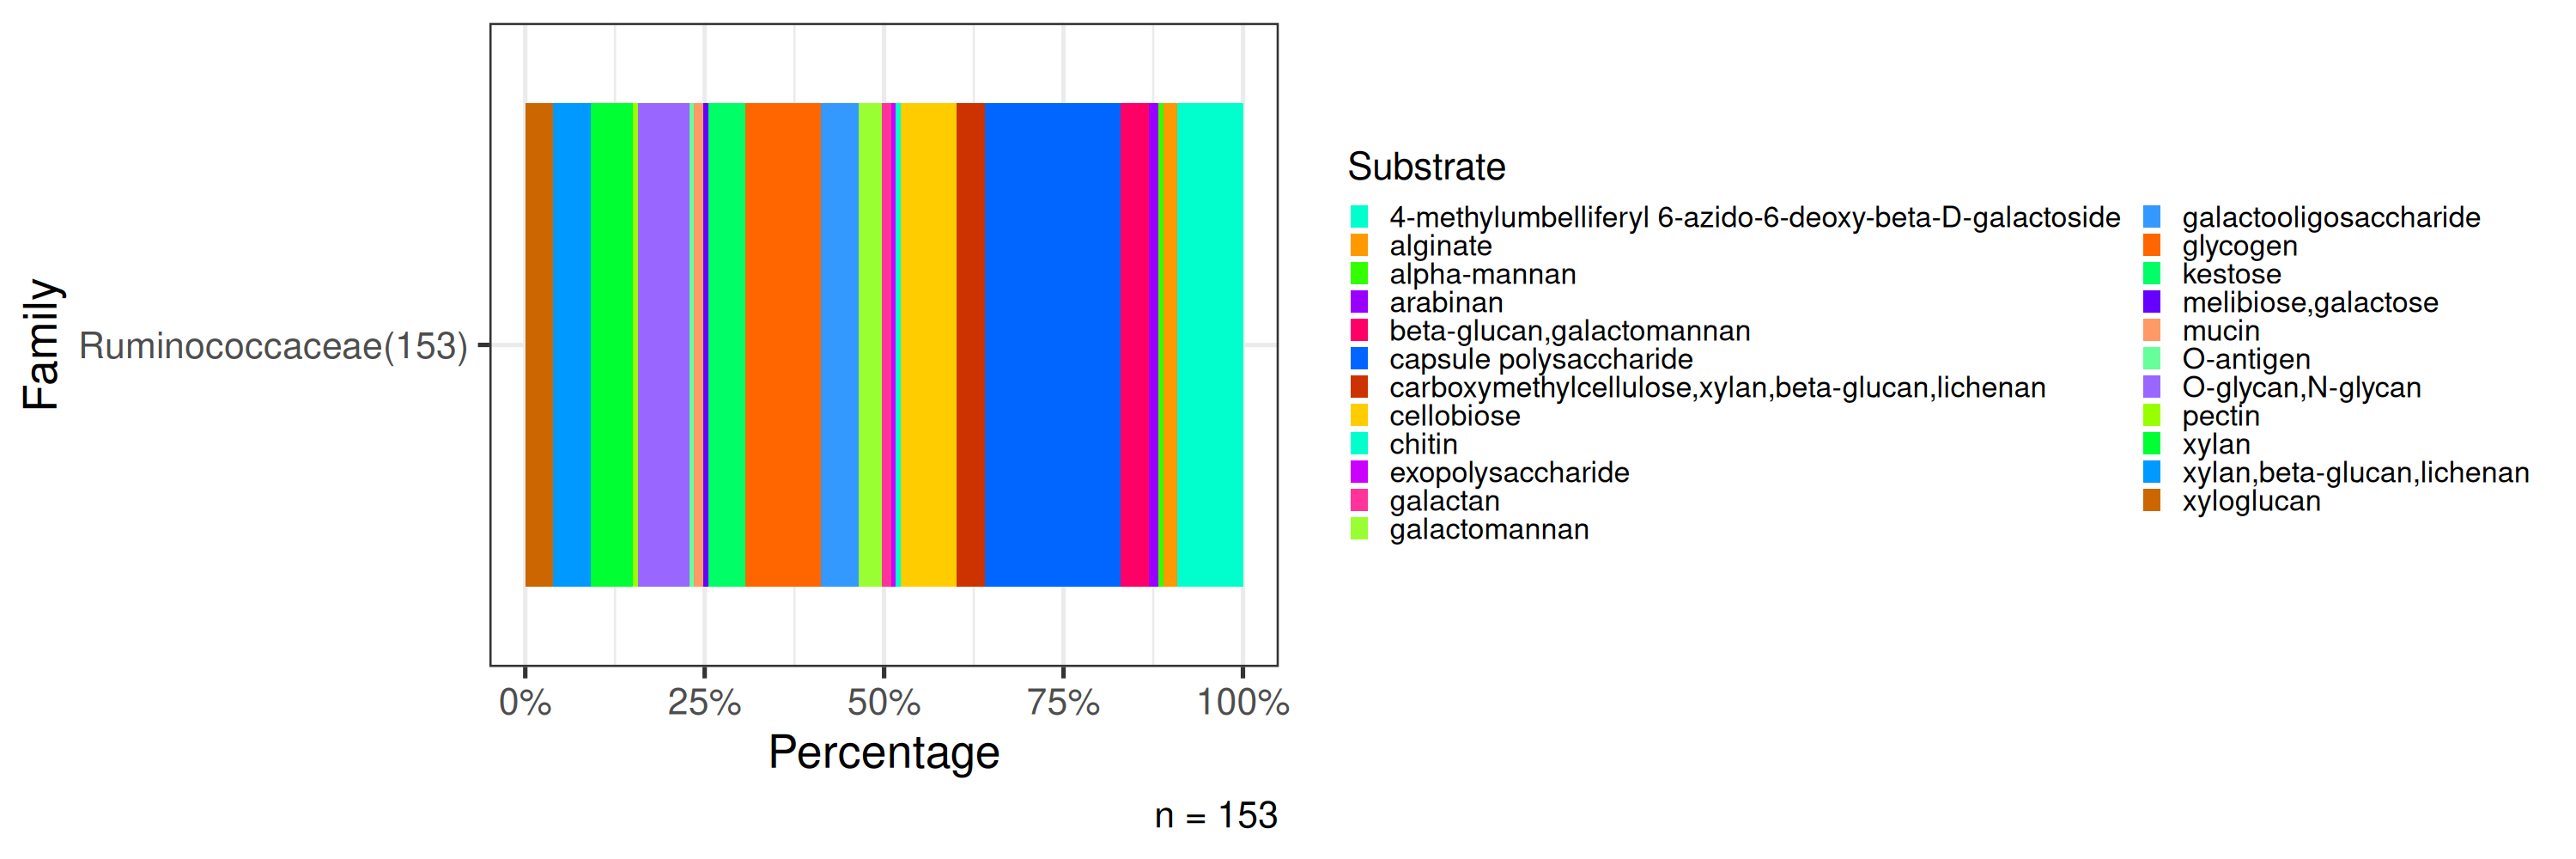 Family
Ruminococcaceae(153)
0% 25% 50% 75% 100%
Percentage
n = 153
Substrate
4-methylumbelliferyl 6-azido-6-deoxy-beta-D-galactoside
alginate
alpha-mannan
arabinan
beta-glucan,galactomannan
capsule polysaccharide
carboxymethylcellulose,xylan,beta-glucan,lichenan
cellobiose
chitin
exopolysaccharide
galactan
galactomannan
galactooligosaccharide
glycogen
kestose
melibiose,galactose
mucin
O-antigen
O-glycan,N-glycan
pectin
xylan
xylan,beta-glucan,lichenan
xyloglucan